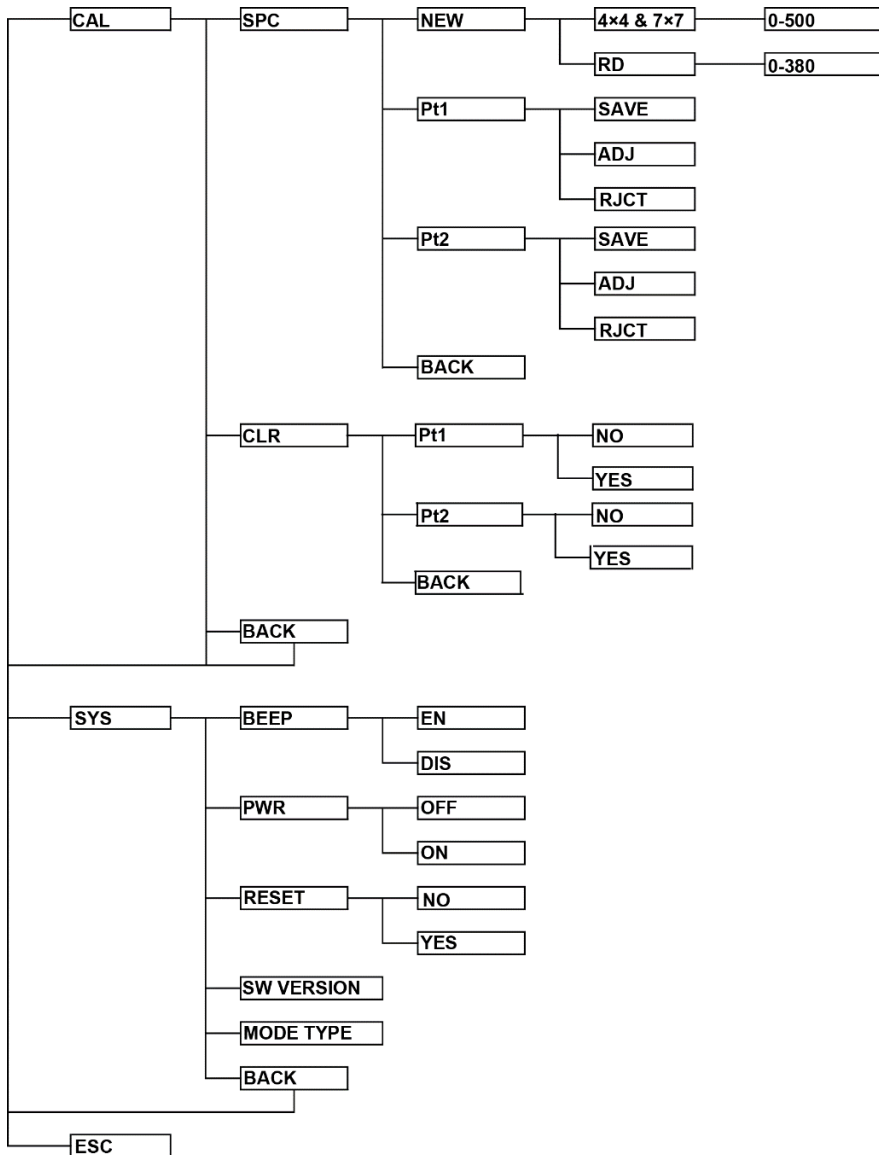 CAL
SPC
NEW
4×4 & 7×7
0-500
RD
0-380
Pt1
SAVE
ADJ
RJCT
Pt2
SAVE
ADJ
RJCT
BACK
CLR
Pt1
NO
YES
Pt2
NO
YES
BACK
BACK
SYS
BEEP
EN
DIS
PWR
OFF
ON
RESET
NO
YES
SW VERSION
MODE TYPE
BACK
ESC